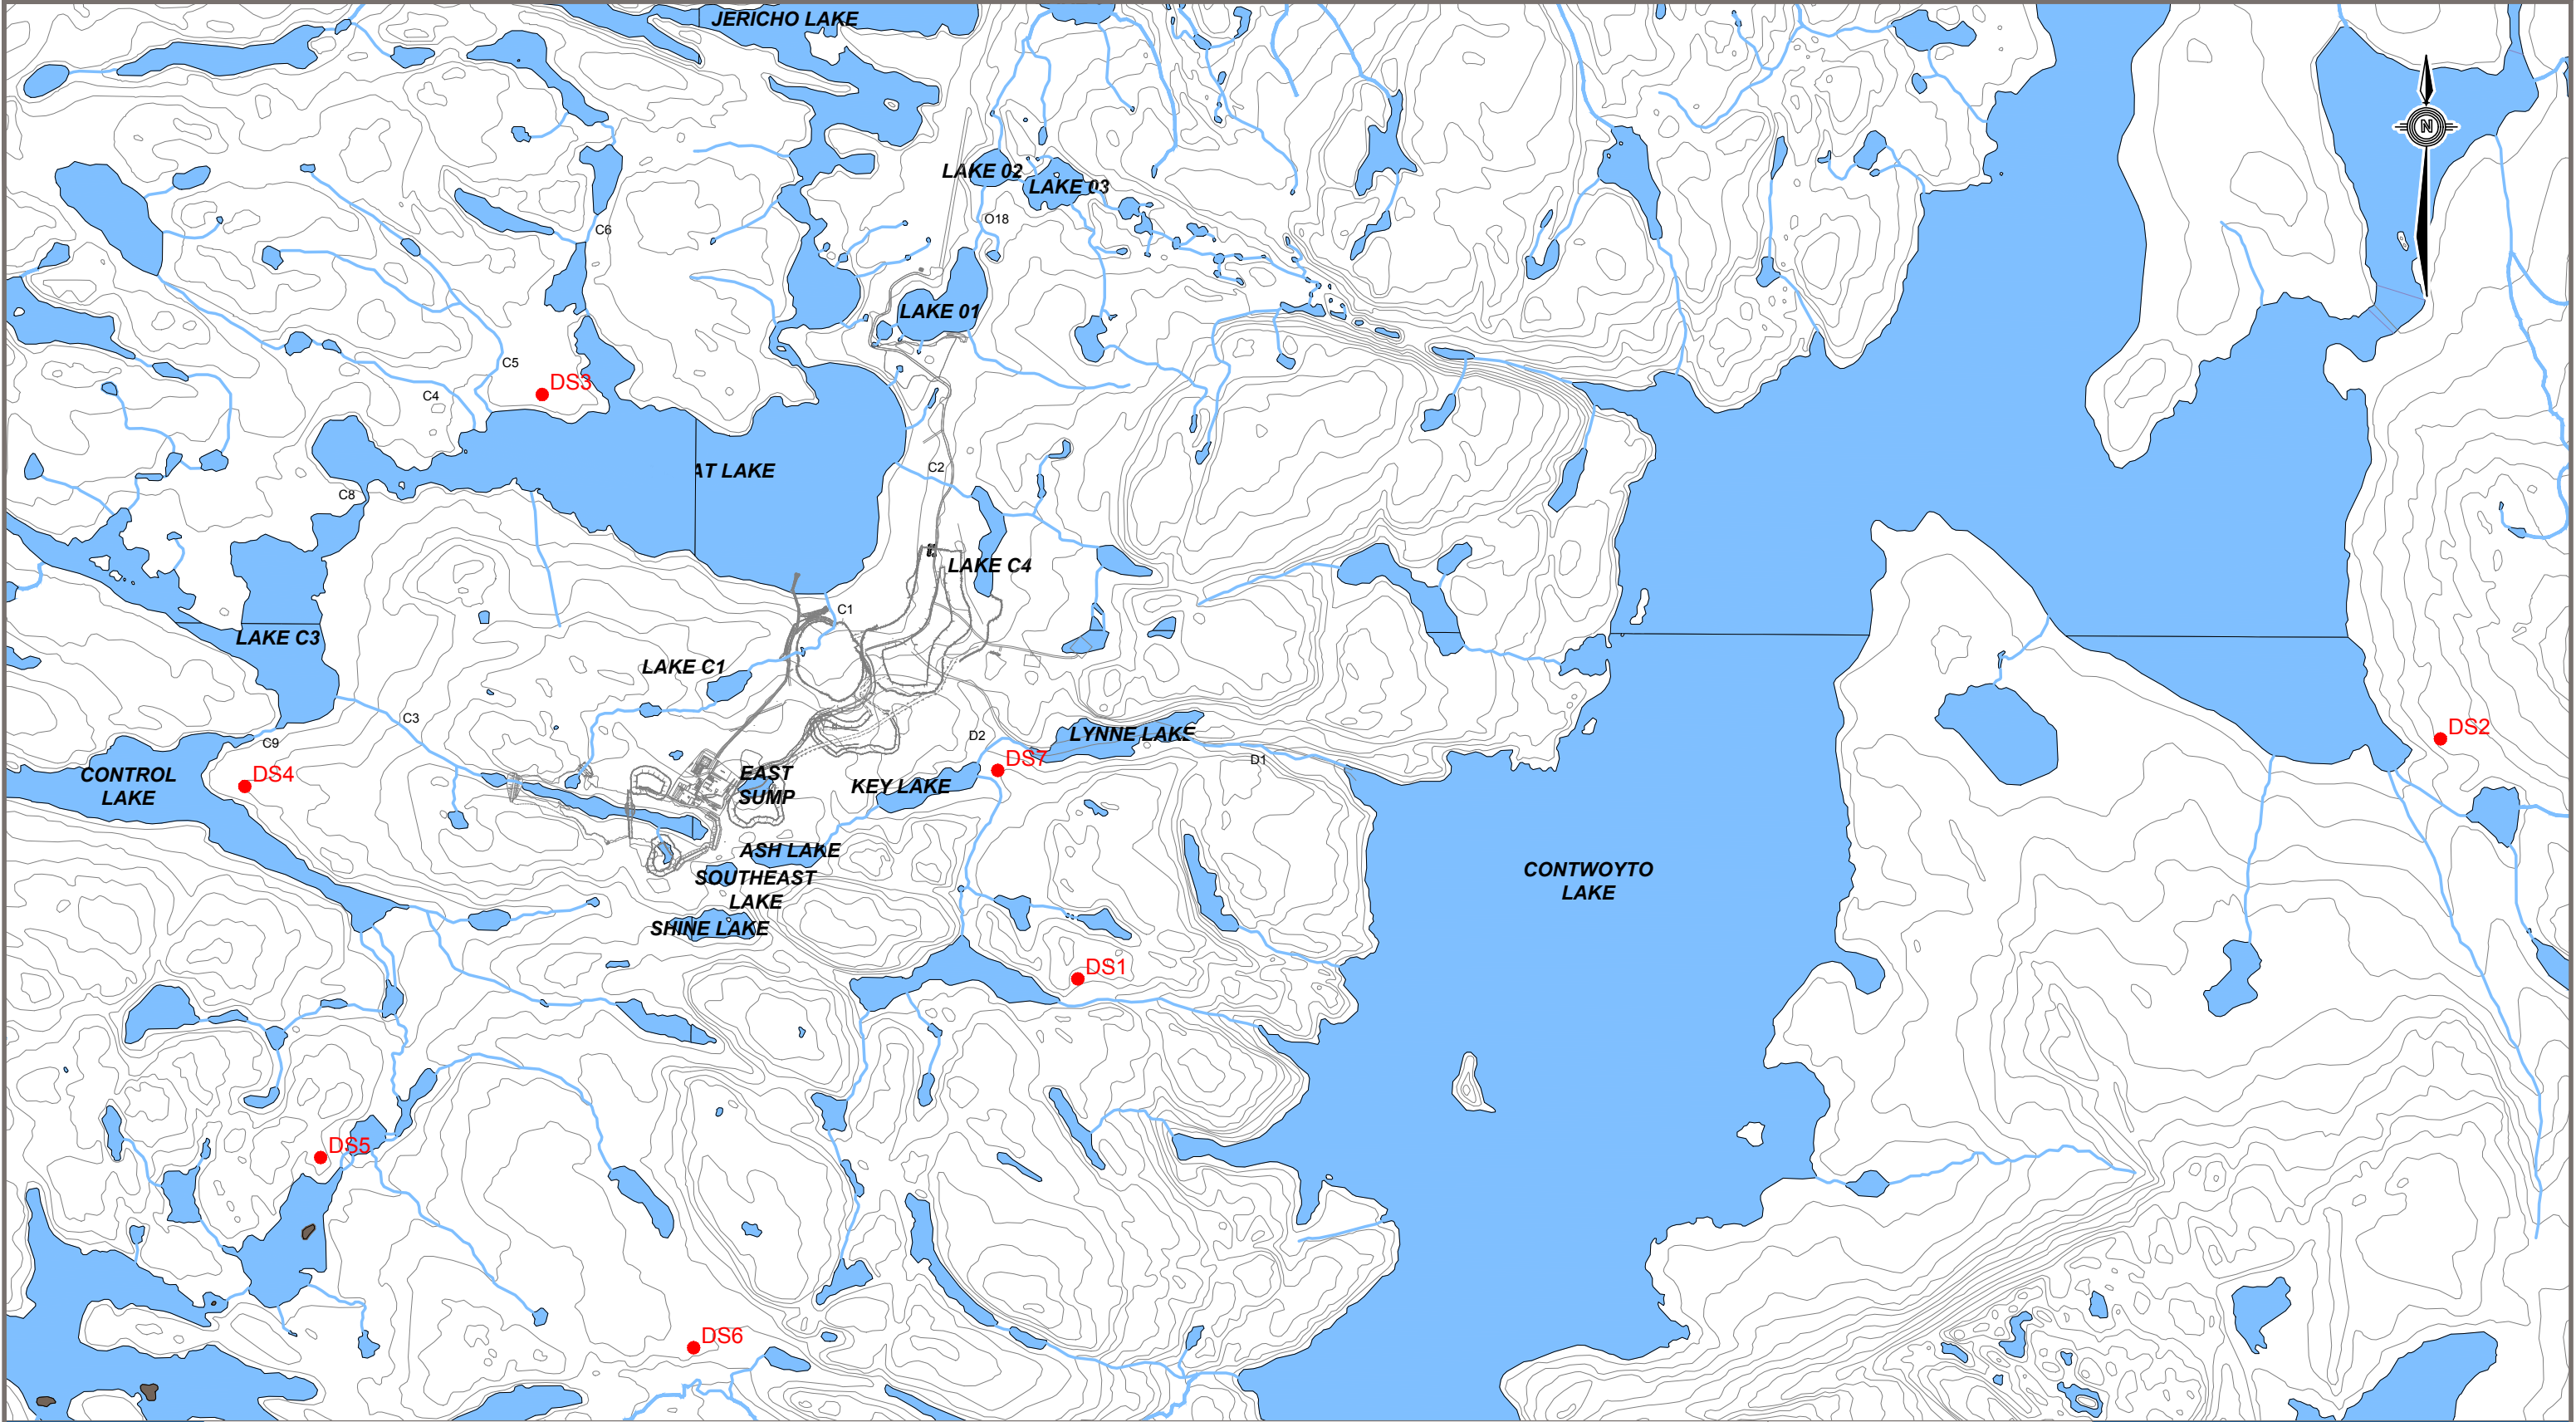 JERICHO LAKE
N
LAKE 02
LAKE 03
O18
C6
LAKE 01
C5
DS3
C4
AT LAKE
C2
C8
LAKE C4
C1
LAKE C3
LAKE C1
C3
C9
D2
LYNNE LAKE
DS2
DS7
D1
CONTROL
LAKE
DS4
EAST
SUMP
KEY LAKE
ASH LAKE
SOUTHEAST
LAKE
SHINE LAKE
CONTWOYTO
LAKE
DS1
DS5
DS6